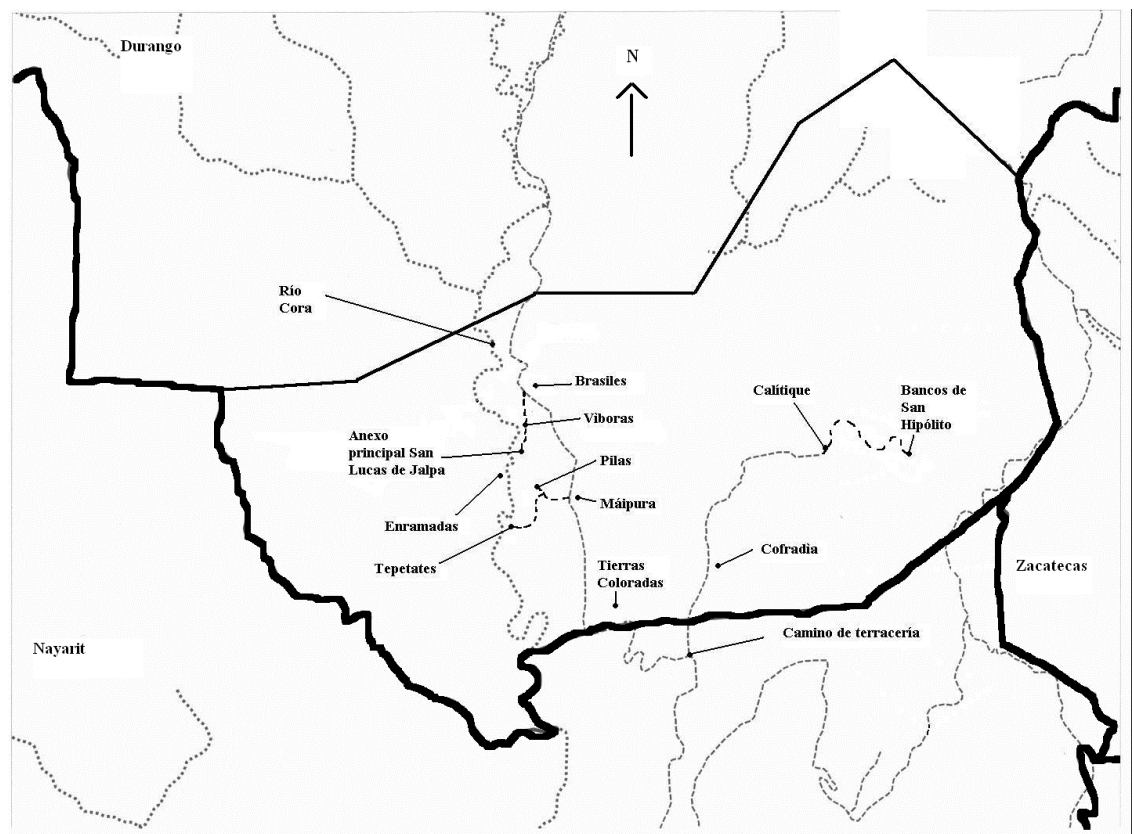 Durango
N
Río
Cora
Brasiles
Víboras
Calítique
Bancos de
San
Hipólito
Anexo
principal San
Lucas de Jalpa
Pilas
Máipura
Enramadas
Tepetates
Tierras
Coloradas
Cofradìa
Zacatecas
Camino de terracería
Nayarit